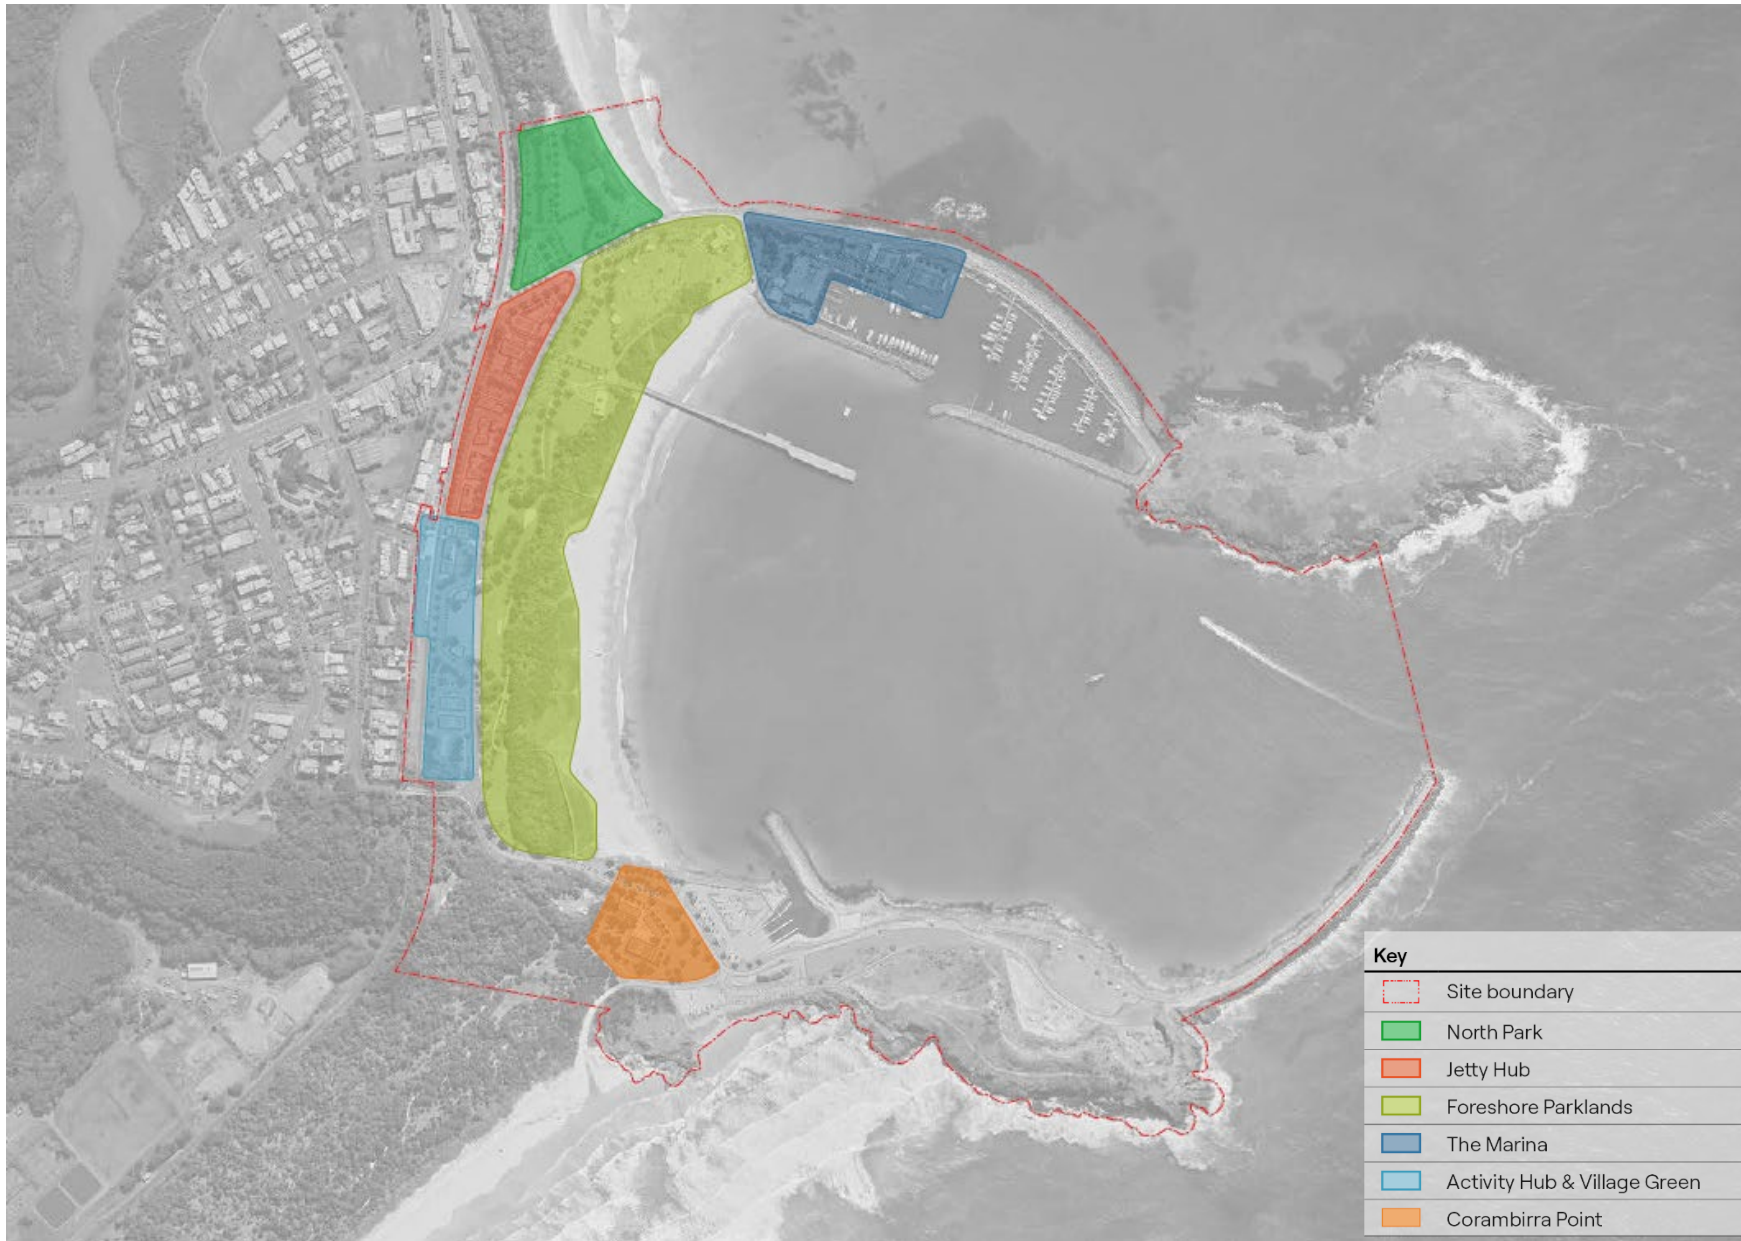 Key
Site boundary
North Park
Jetty Hub
Foreshore Parklands
The Marina
Activity Hub & Village Green
Corambirra Point